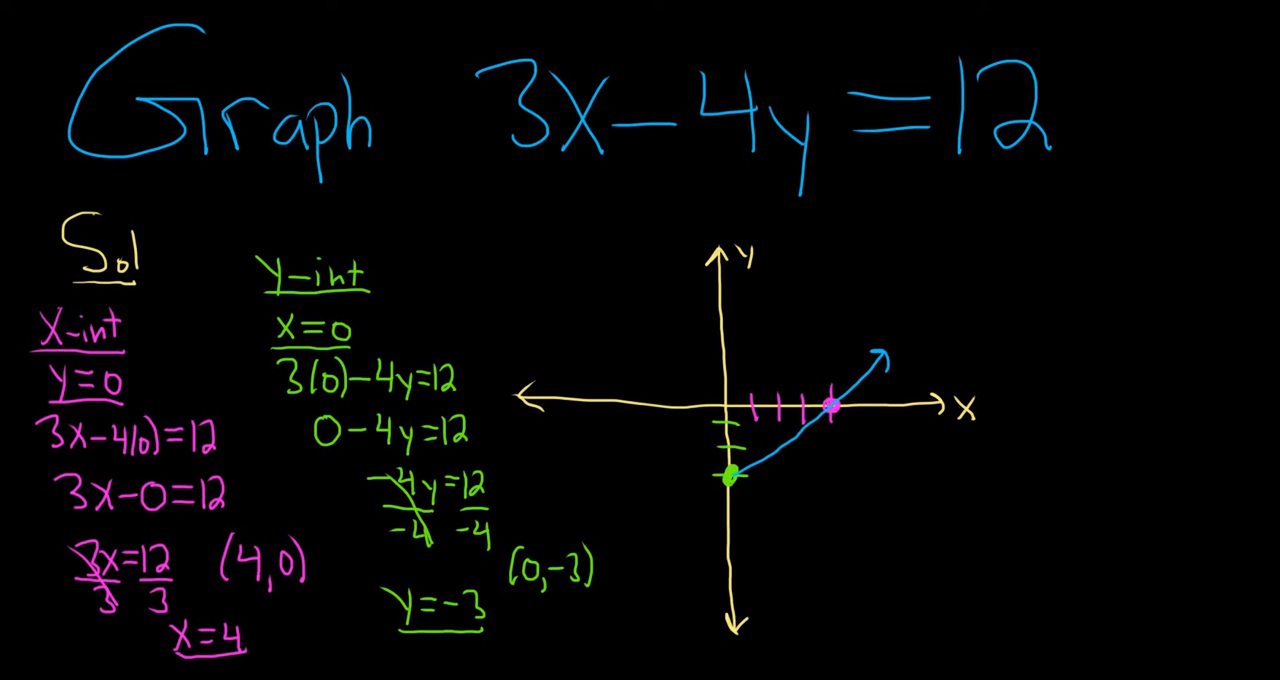 Graph 3x-4y=12
Sol
X-int
y=0
3x-4(0)=12
3x-0=12
3x=12
3 3
(4,0)
x=4
Y-int
x=0
3(0)-4y=12
0-4y=12
-4y=12
-4 -4
(0,-3)
y=-3
y
x